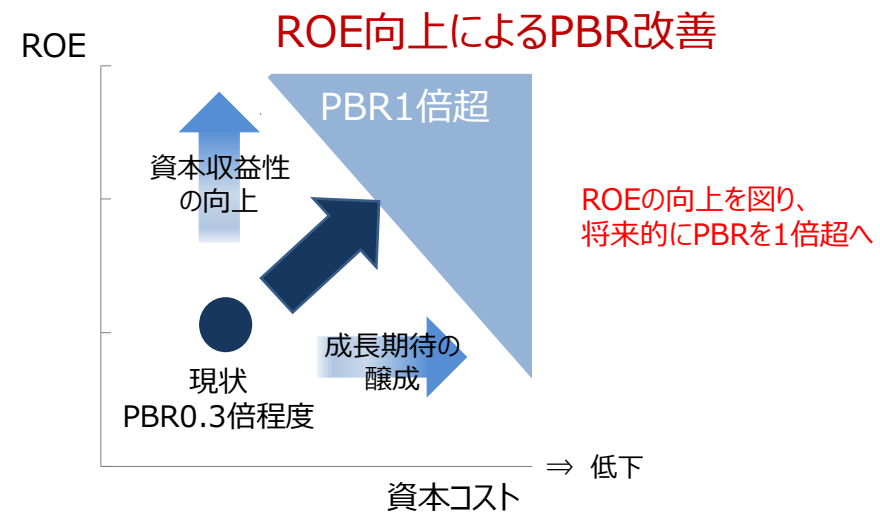 ROE向上によるPBR改善
ROE
PBR1倍超
資本収益性
の向上
ROEの向上を図り、
将来的にPBRを1倍超へ
成長期待の
醸成
現状
PBR0.3倍程度
⇒ 低下
資本コスト